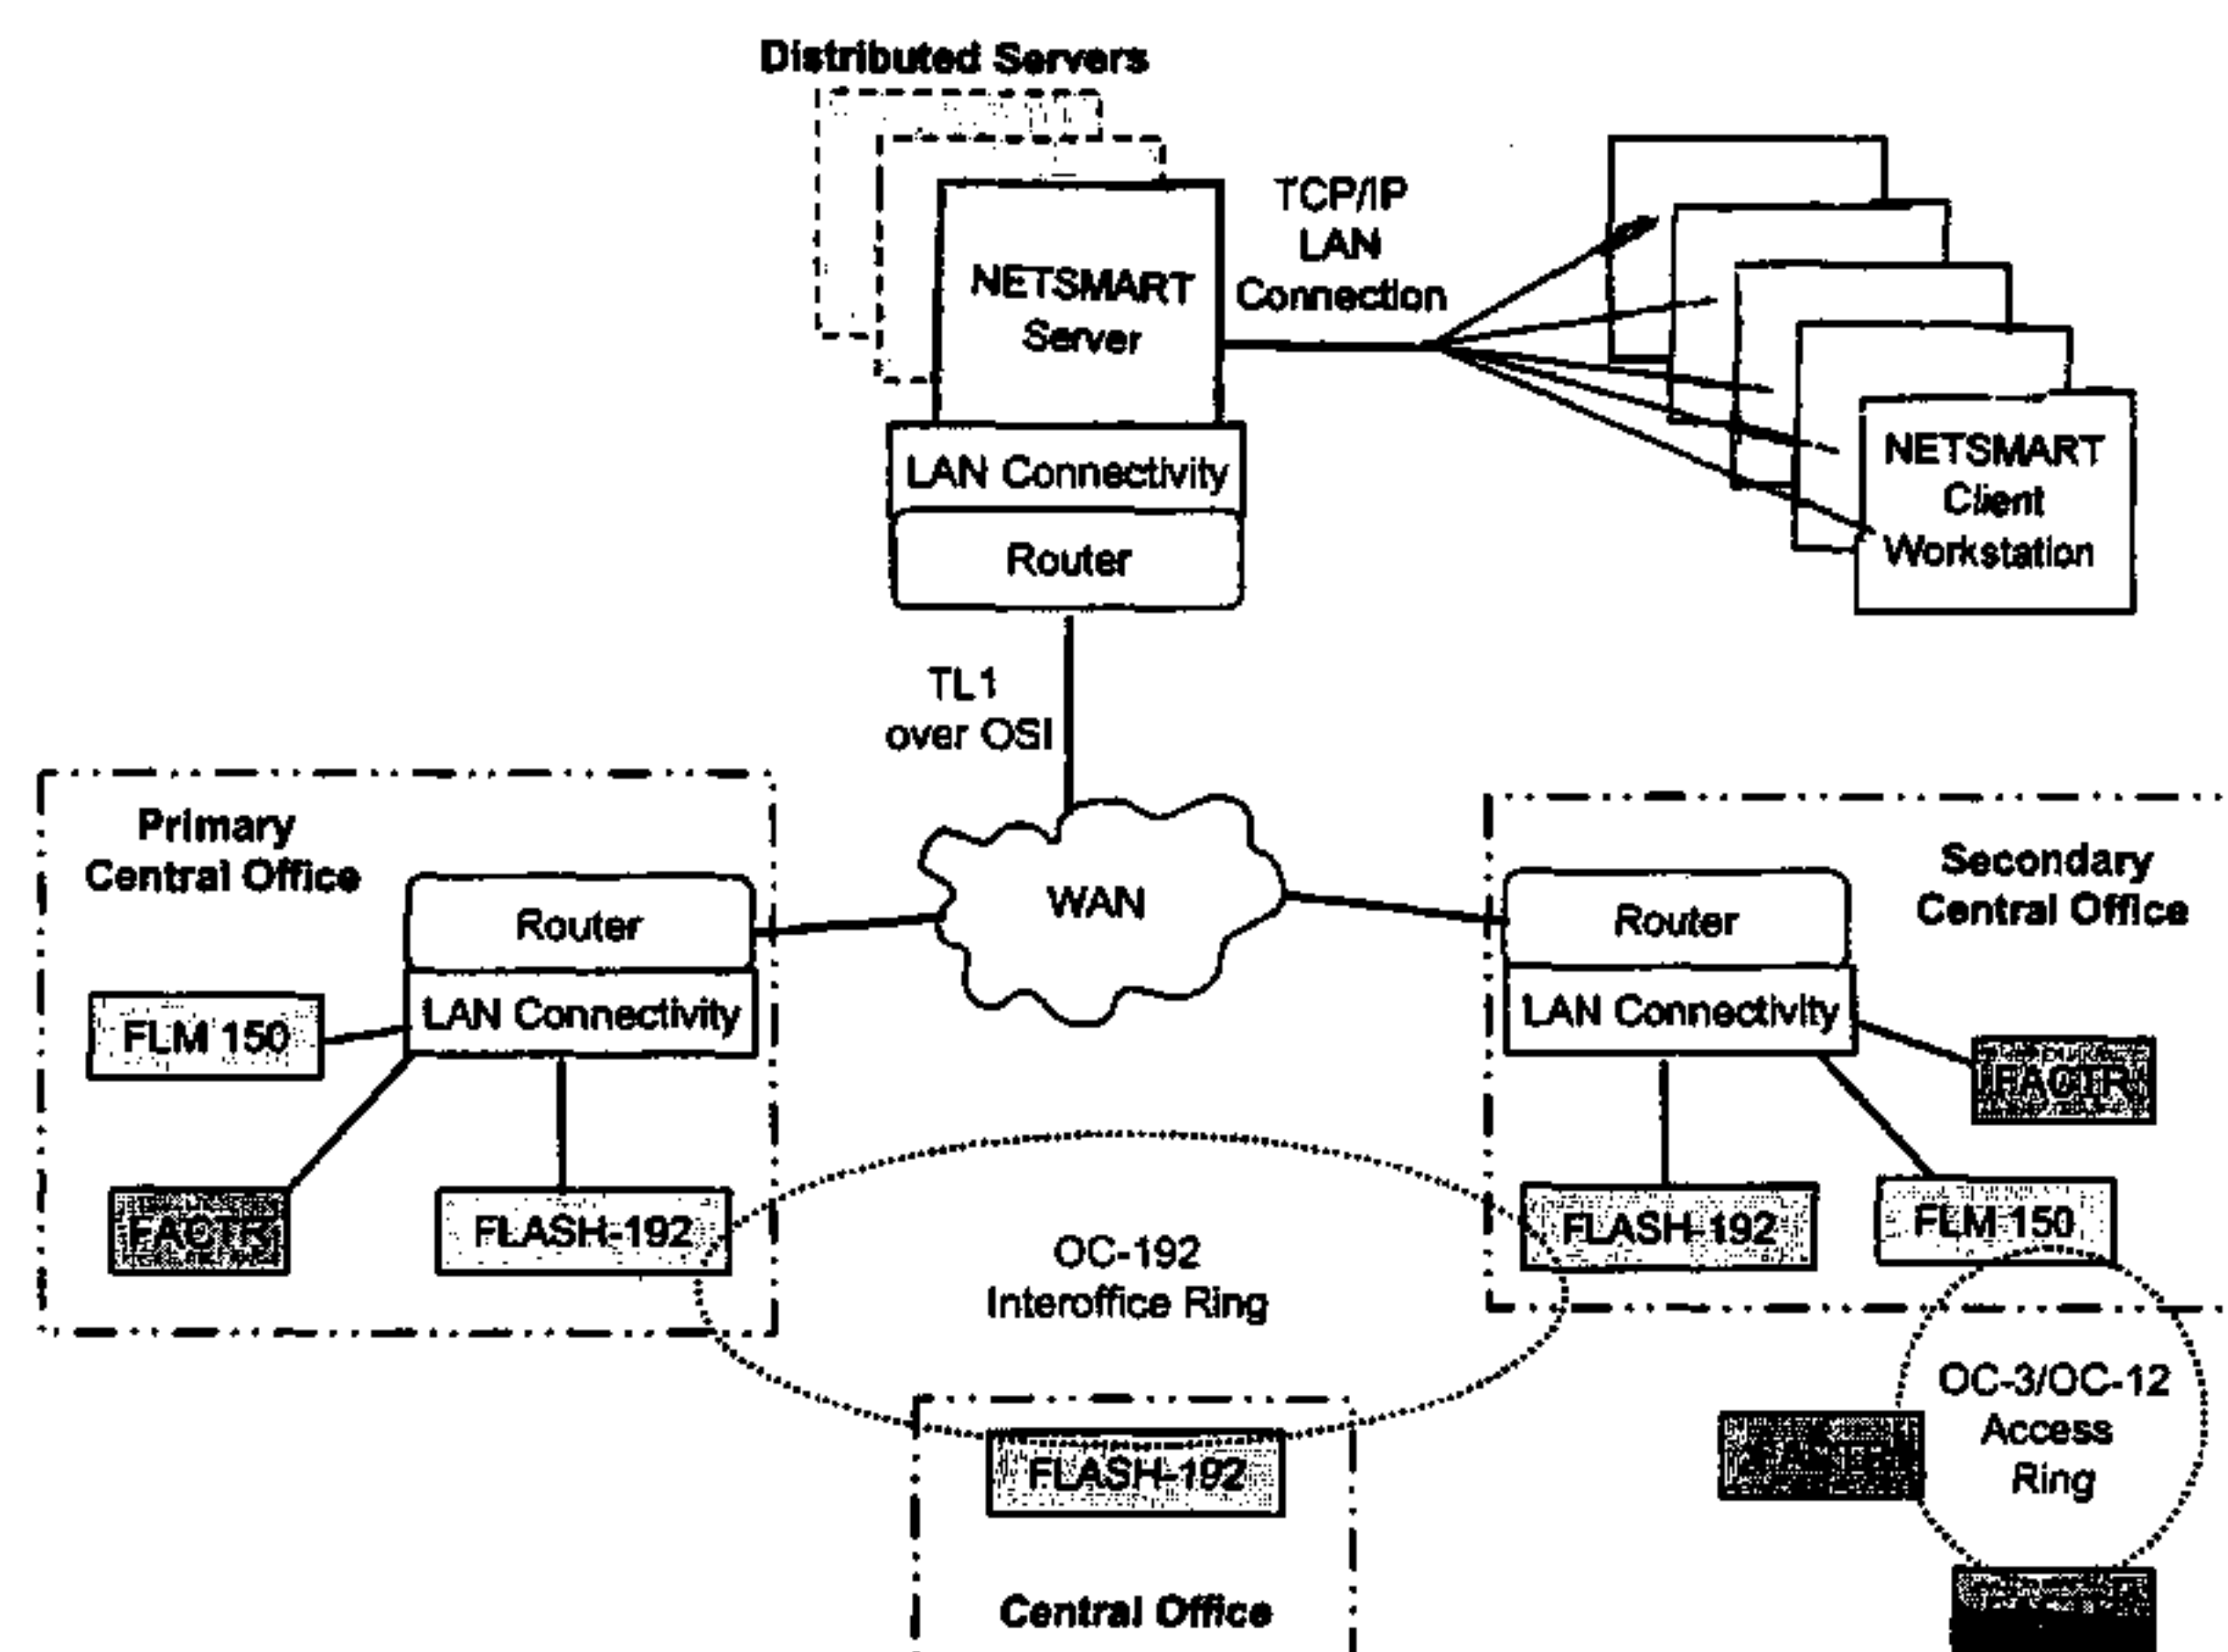 Distributed Servers
NETSMART
Server
TCP/IP
LAN
Connection
NETSMART
Client
Workstation
LAN Connectivity
Router
TL1
over OSI
Primary
Central Office
Router
LAN Connectivity
FLM 150
FACTR
FLASH-192
WAN
Secondary
Central Office
Router
LAN Connectivity
FACTR
FLASH-192
FLM 150
OC-192
Interoffice Ring
OC-3/OC-12
Access
Ring
FLASH-192
Central Office